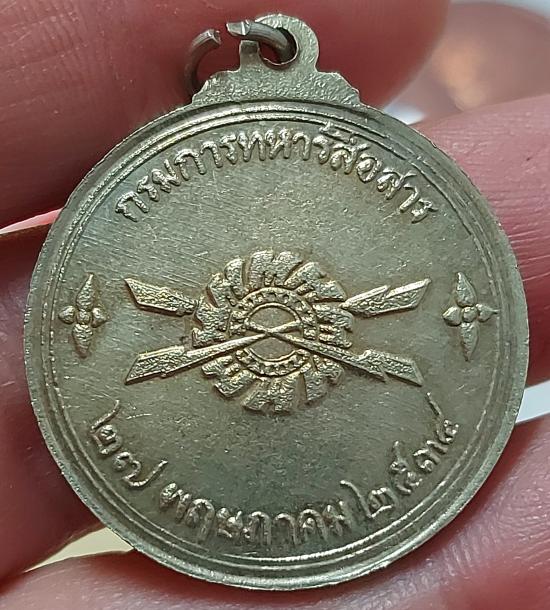 กรมการทหารสื่อสาร
๒๗ พฤษภาคม ๒๕๓๔